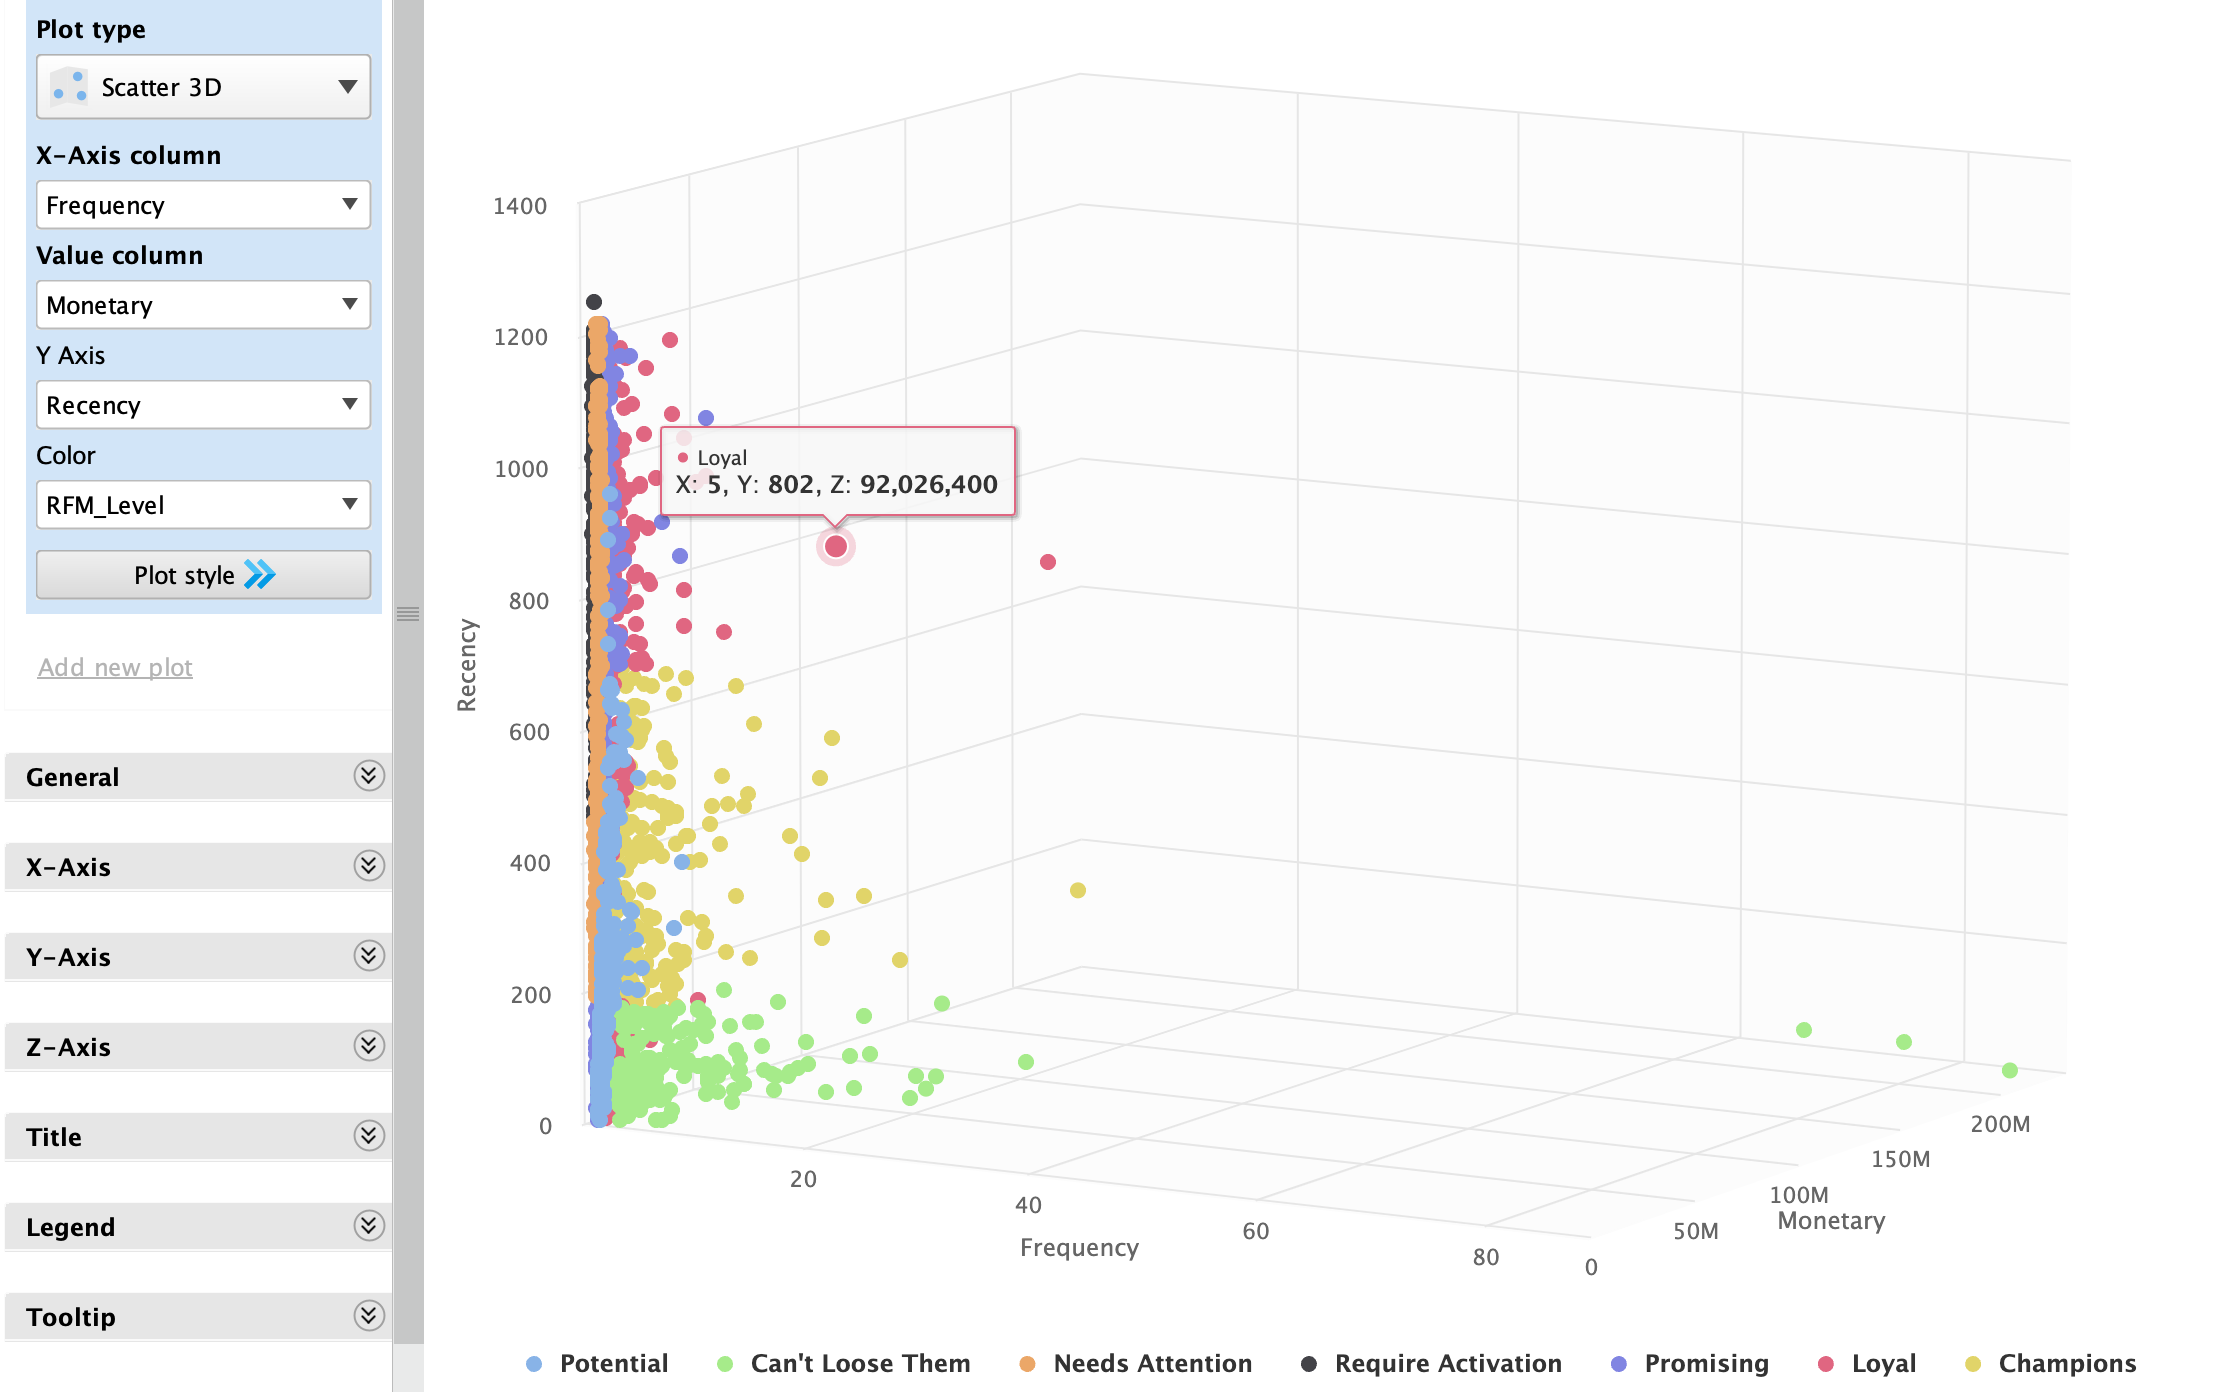 Plot type
Scatter 3D
X-Axis column
Frequency
Value column
Monetary
Y Axis
Recency
Color
RFM_Level
Plot style
Add new plot
General
X-Axis
Y-Axis
Z-Axis
Title
Legend
Tooltip
1400
1200
1000
800
600
400
200
0
Recency
Loyal
X: 5, Y: 802, Z: 92,026,400
20
40
60
80
Frequency
0
50M
100M
150M
200M
Monetary
Potential
Can't Loose Them
Needs Attention
Require Activation
Promising
Loyal
Champions